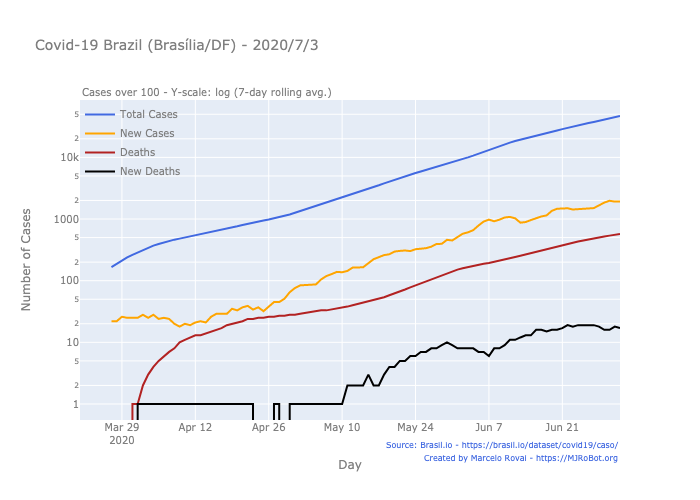 Covid-19 Brazil (Brasília/DF) - 2020/7/3
Cases over 100 - Y-scale: log (7-day rolling avg.)
Total Cases
New Cases
Deaths
New Deaths
5
2
10k
5
2
1000
5
2
100
5
2
10
5
2
1
Number of Cases
Mar 29
2020
Apr 12
Apr 26
May 10
May 24
Jun 7
Jun 21
Day
Source: Brasil.io - https://brasil.io/dataset/covid19/caso/
Created by Marcelo Rovai - https://MJRoBot.org